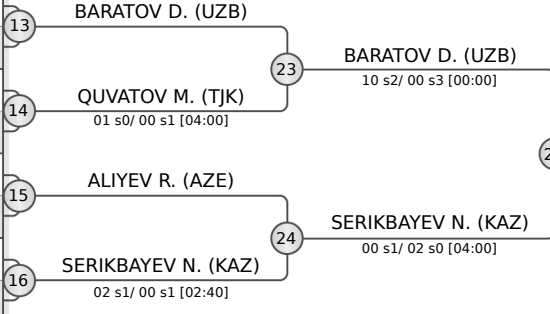 13
BARATOV D. (UZB)
23
BARATOV D. (UZB)
10 s2/ 00 s3 [00:00]
14
QUVATOV M. (TJK)
01 s0/ 00 s1 [04:00]
15
ALIYEV R. (AZE)
24
SERIKBAYEV N. (KAZ)
00 s1/ 02 s0 [04:00]
16
SERIKBAYEV N. (KAZ)
02 s1/ 00 s1 [02:40]